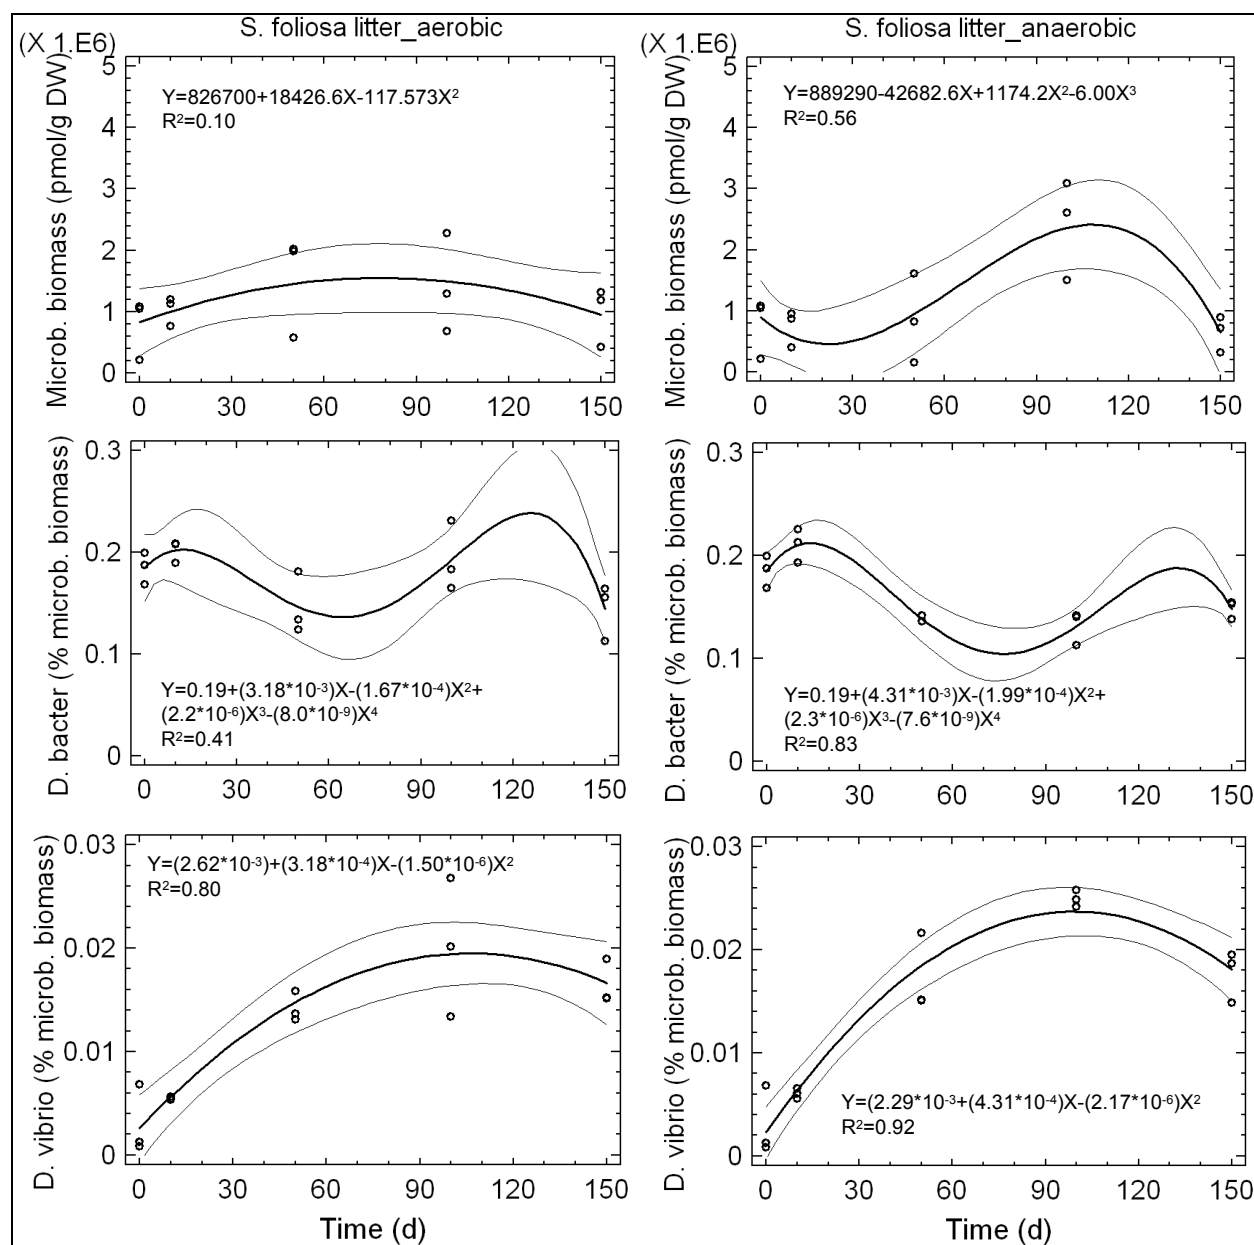 S. foliosa litter_aerobic
(X 1.E6)
Microb. biomass (pmol/g DW)
5
4
3
2
1
0
Y=826700+18426.6X-117.573X²
R²=0.10
0 30 60 90 120 150
S. foliosa litter_anaerobic
(X 1.E6)
Microb. biomass (pmol/g DW)
5
4
3
2
1
0
Y=889290-42682.6X+1174.2X²-6.00X³
R²=0.56
0 30 60 90 120 150
D. bacter (% microb. biomass)
0.3
0.2
0.1
0
Y=0.19+(3.18*10⁻³)X-(1.67*10⁻⁴)X²+
(2.2*10⁻⁶)X³-(8.0*10⁻⁹)X⁴
R²=0.41
0 30 60 90 120 150
D. bacter (% microb. biomass)
0.3
0.2
0.1
0
Y=0.19+(4.31*10⁻³)X-(1.99*10⁻⁴)X²+
(2.3*10⁻⁶)X³-(7.6*10⁻⁹)X⁴
R²=0.83
0 30 60 90 120 150
D. vibrio (% microb. biomass)
0.03
0.02
0.01
0
Y=(2.62*10⁻³)+(3.18*10⁻⁴)X-(1.50*10⁻⁶)X²
R²=0.80
0 30 60 90 120 150
Time (d)
D. vibrio (% microb. biomass)
0.03
0.02
0.01
0
Y=(2.29*10⁻³+(4.31*10⁻⁴)X-(2.17*10⁻⁶)X²
R²=0.92
0 30 60 90 120 150
Time (d)